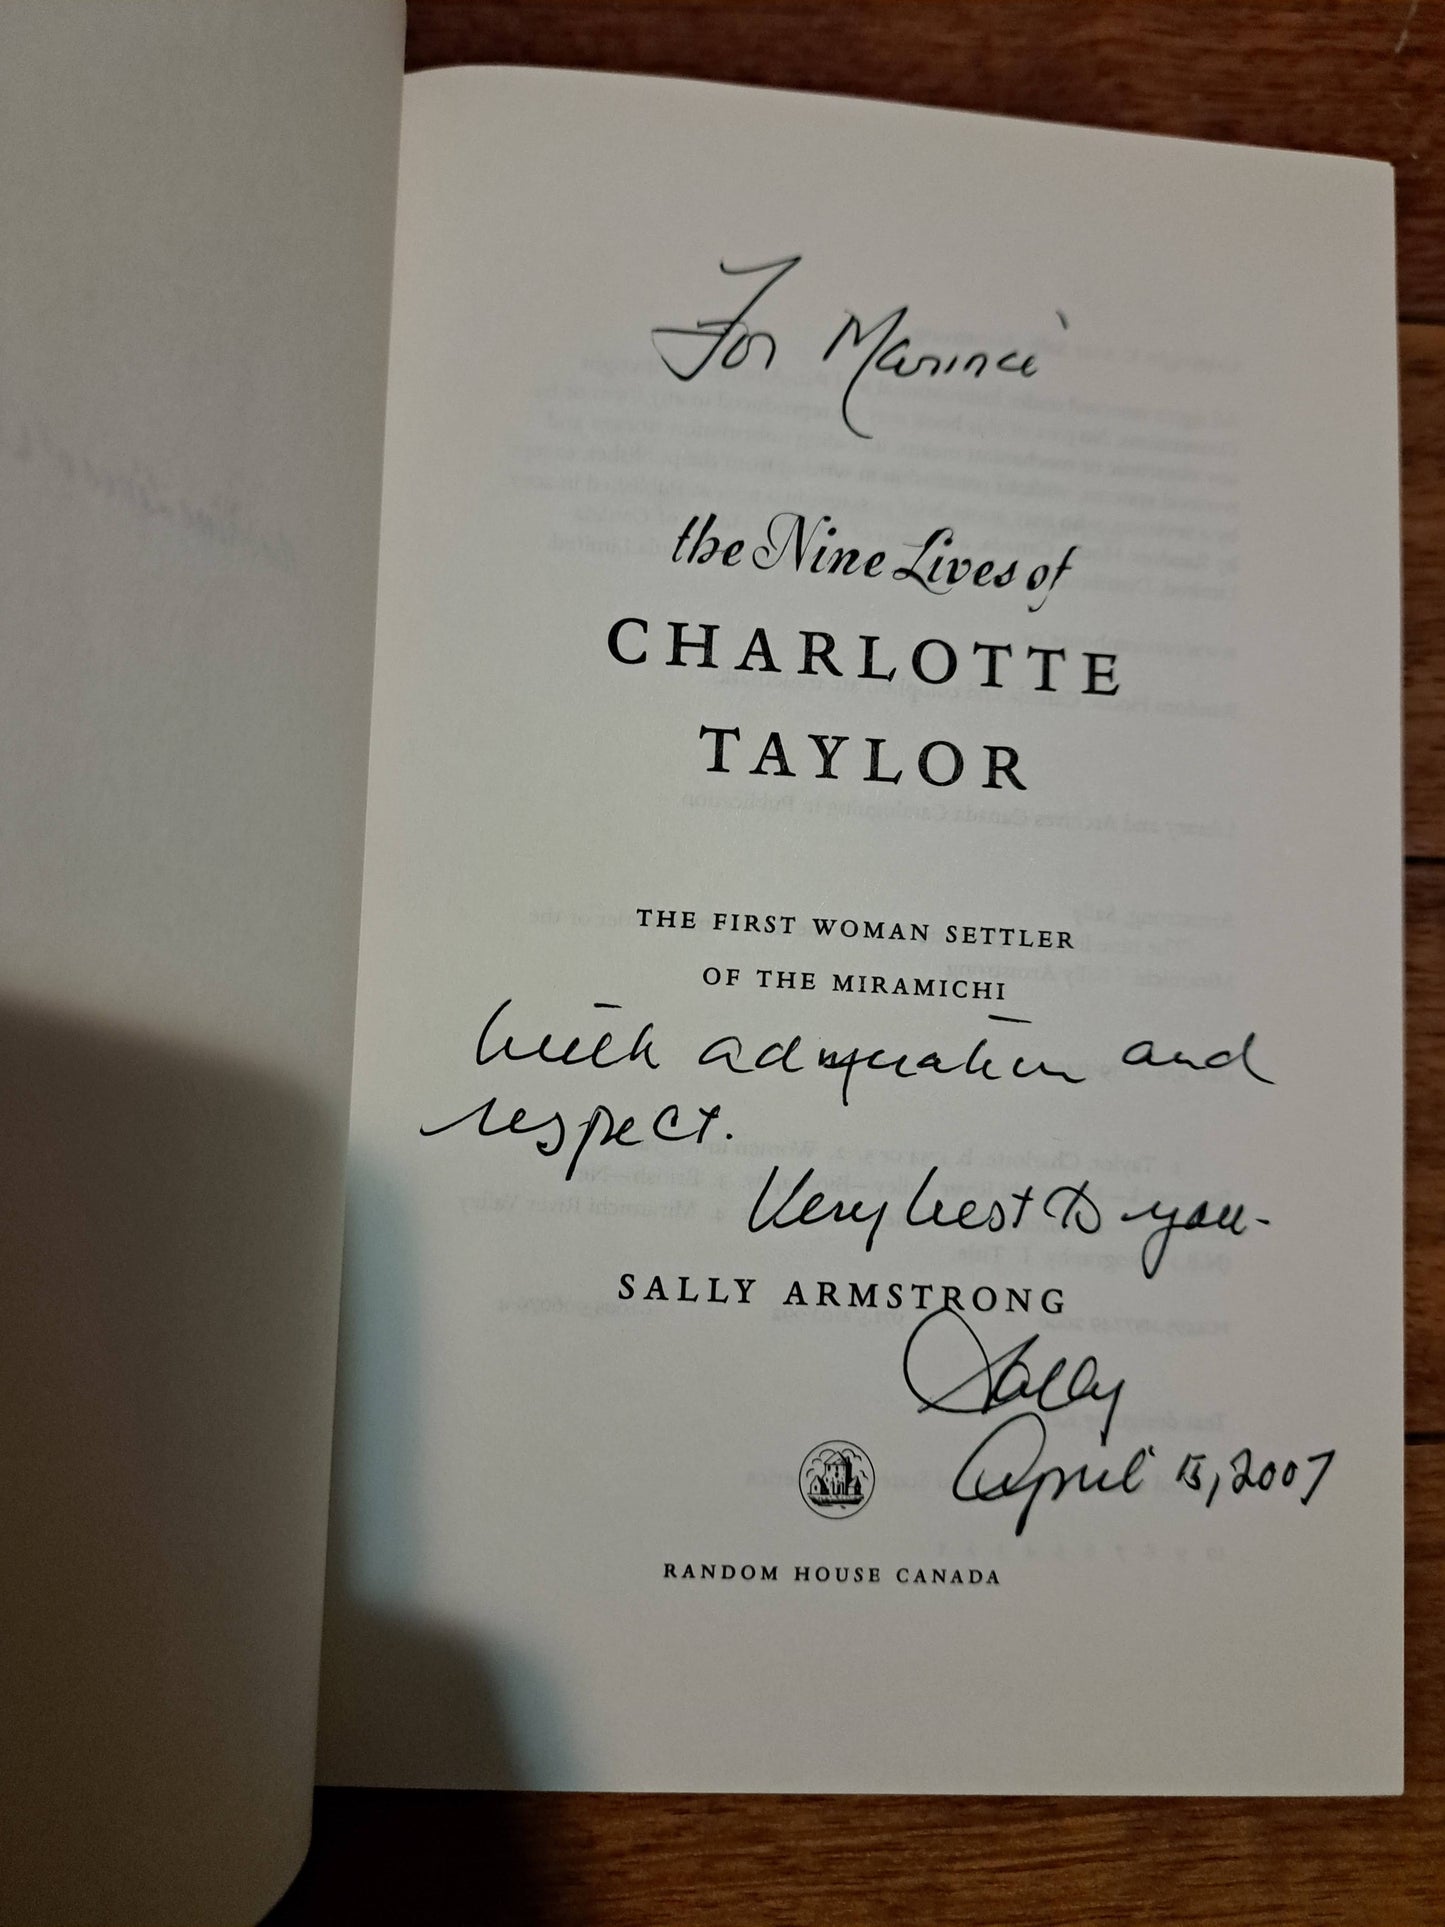 For
the Nine Lives of
CHARLOTTE
TAYLOR
THE FIRST WOMAN SETTLER
OF THE MIRAMICHI
With admiration and
respect.
Very best to you-
SALLY ARMSTRONG
Sally
April 15, 2007
RANDOM HOUSE CANADA